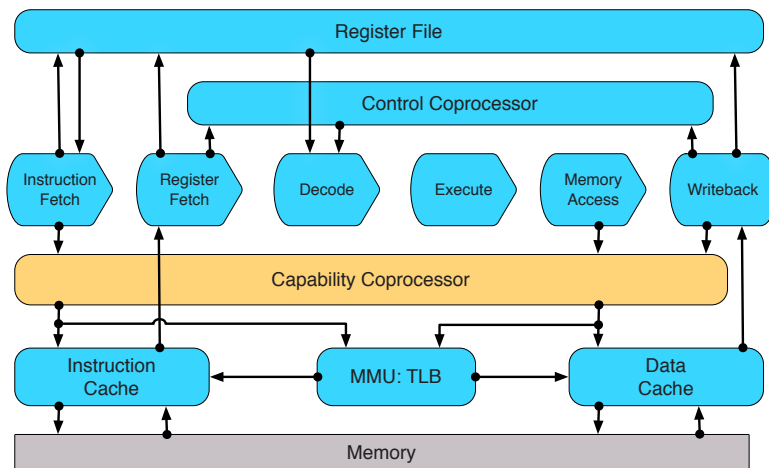 Register File
Control Coprocessor
Instruction
Fetch
Register
Fetch
Decode
Execute
Memory
Access
Writeback
Capability Coprocessor
Instruction
Cache
MMU: TLB
Data
Cache
Memory